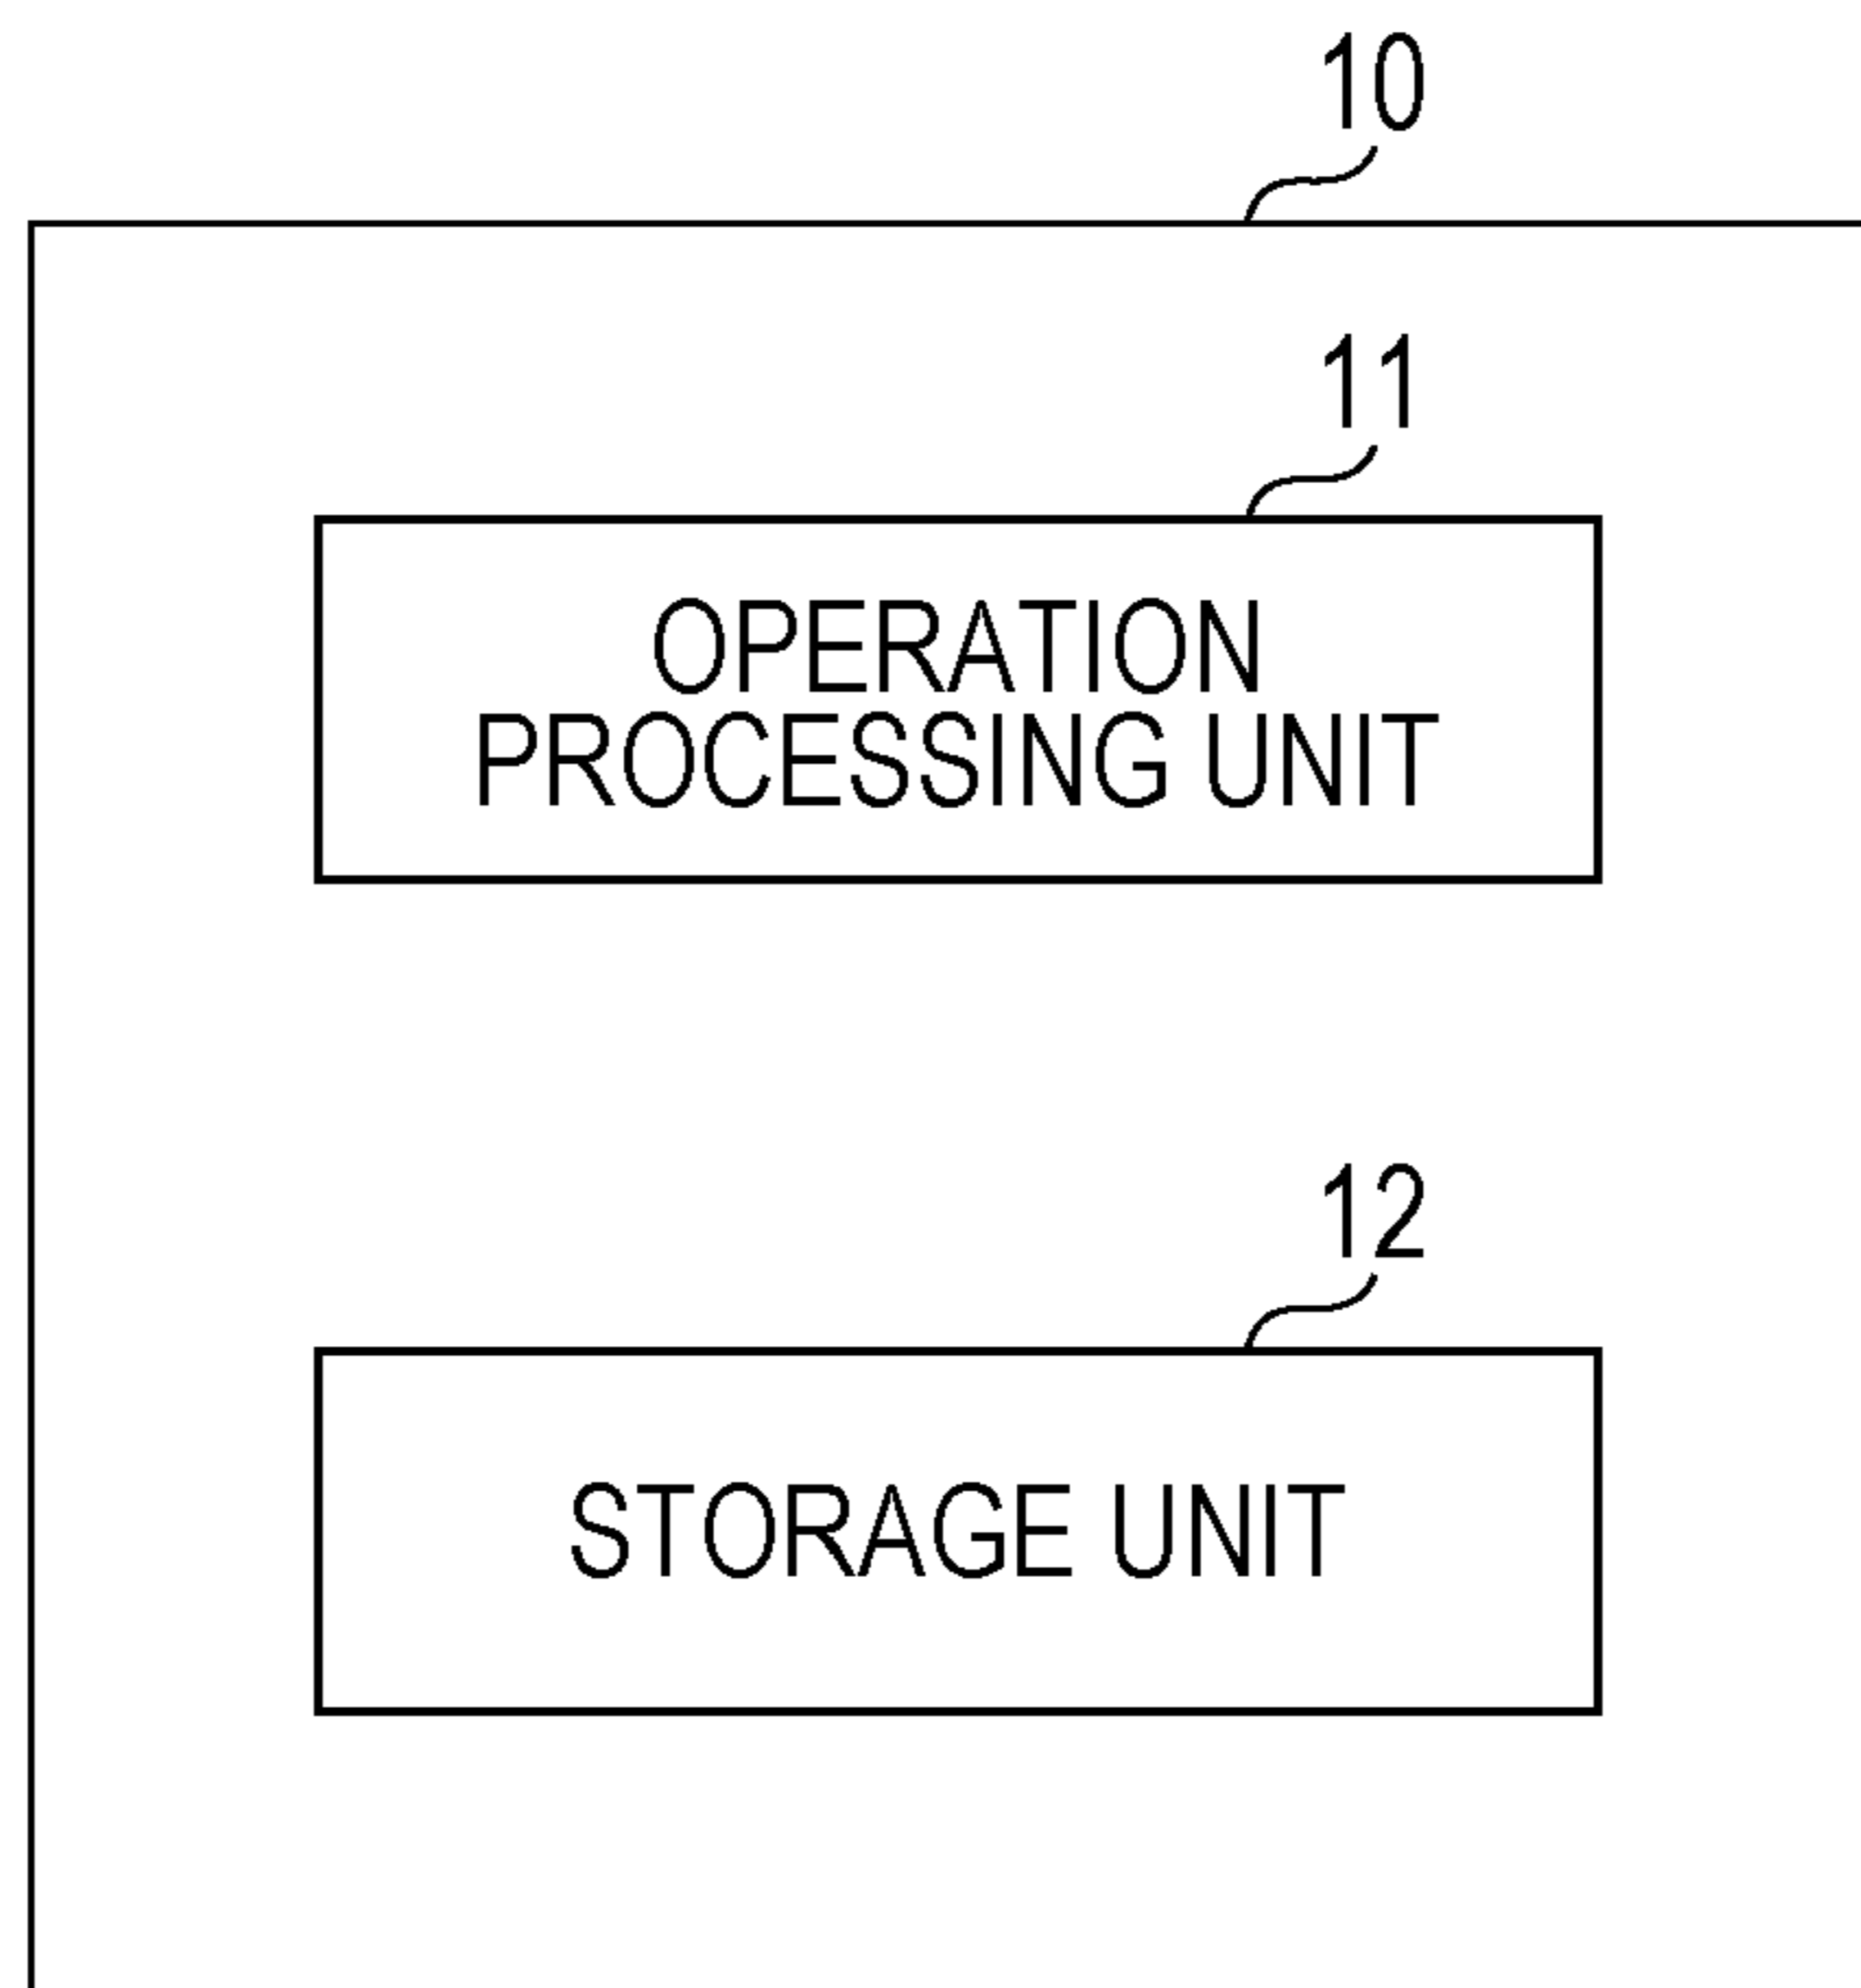 10
11
OPERATION
PROCESSING UNIT
12
STORAGE UNIT